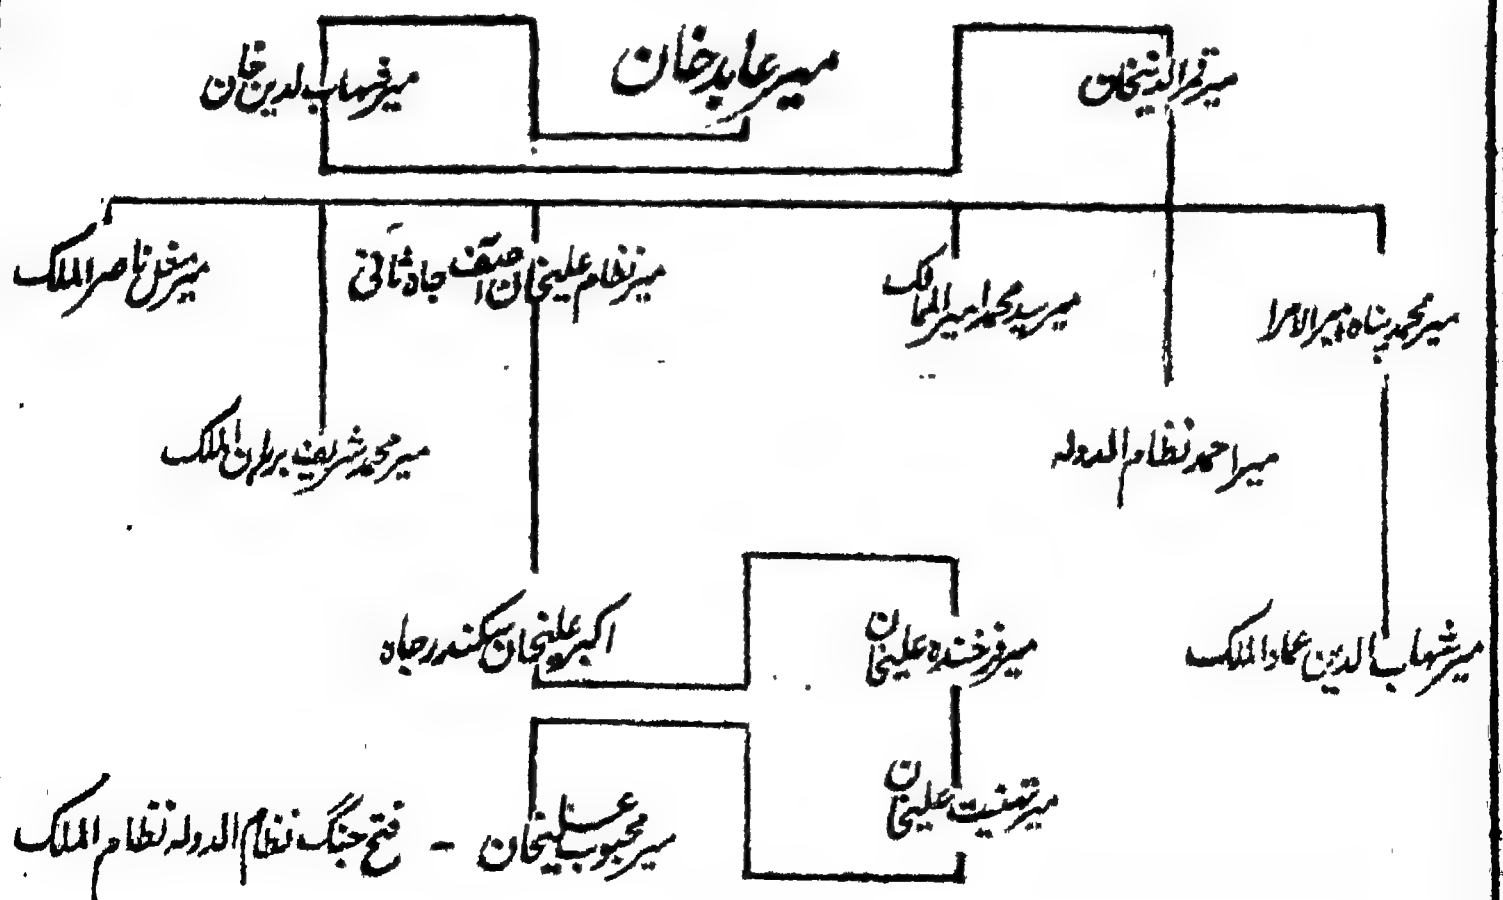 میر قمر الدینخان
میر عابد خان
میر شہاب الدین خان
میر محمد پناہ امیر الامرا
میر سید محمد امیر الممالک
میر نظام علیخان آصف جاہ ثانی
میر مغل ناصر الملک
میر احمد نظام الدولہ
میر محمد شریف برہان الملک
میر شہاب الدین عماد الملک
میر فرخندہ علیخان
اکبر علیخان سکندر جاہ
میر تہنیت علیخان
میر محبوب علیخان - فتح جنگ نظام الدولہ نظام الملک